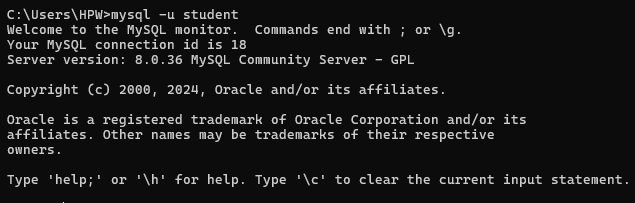 C:\Users\HPW>mysql -u student
Welcome to the MySQL monitor.  Commands end with ; or \g.
Your MySQL connection id is 18
Server version: 8.0.36 MySQL Community Server - GPL

Copyright (c) 2000, 2024, Oracle and/or its affiliates.

Oracle is a registered trademark of Oracle Corporation and/or its
affiliates. Other names may be trademarks of their respective
owners.

Type 'help;' or '\h' for help. Type '\c' to clear the current input statement.